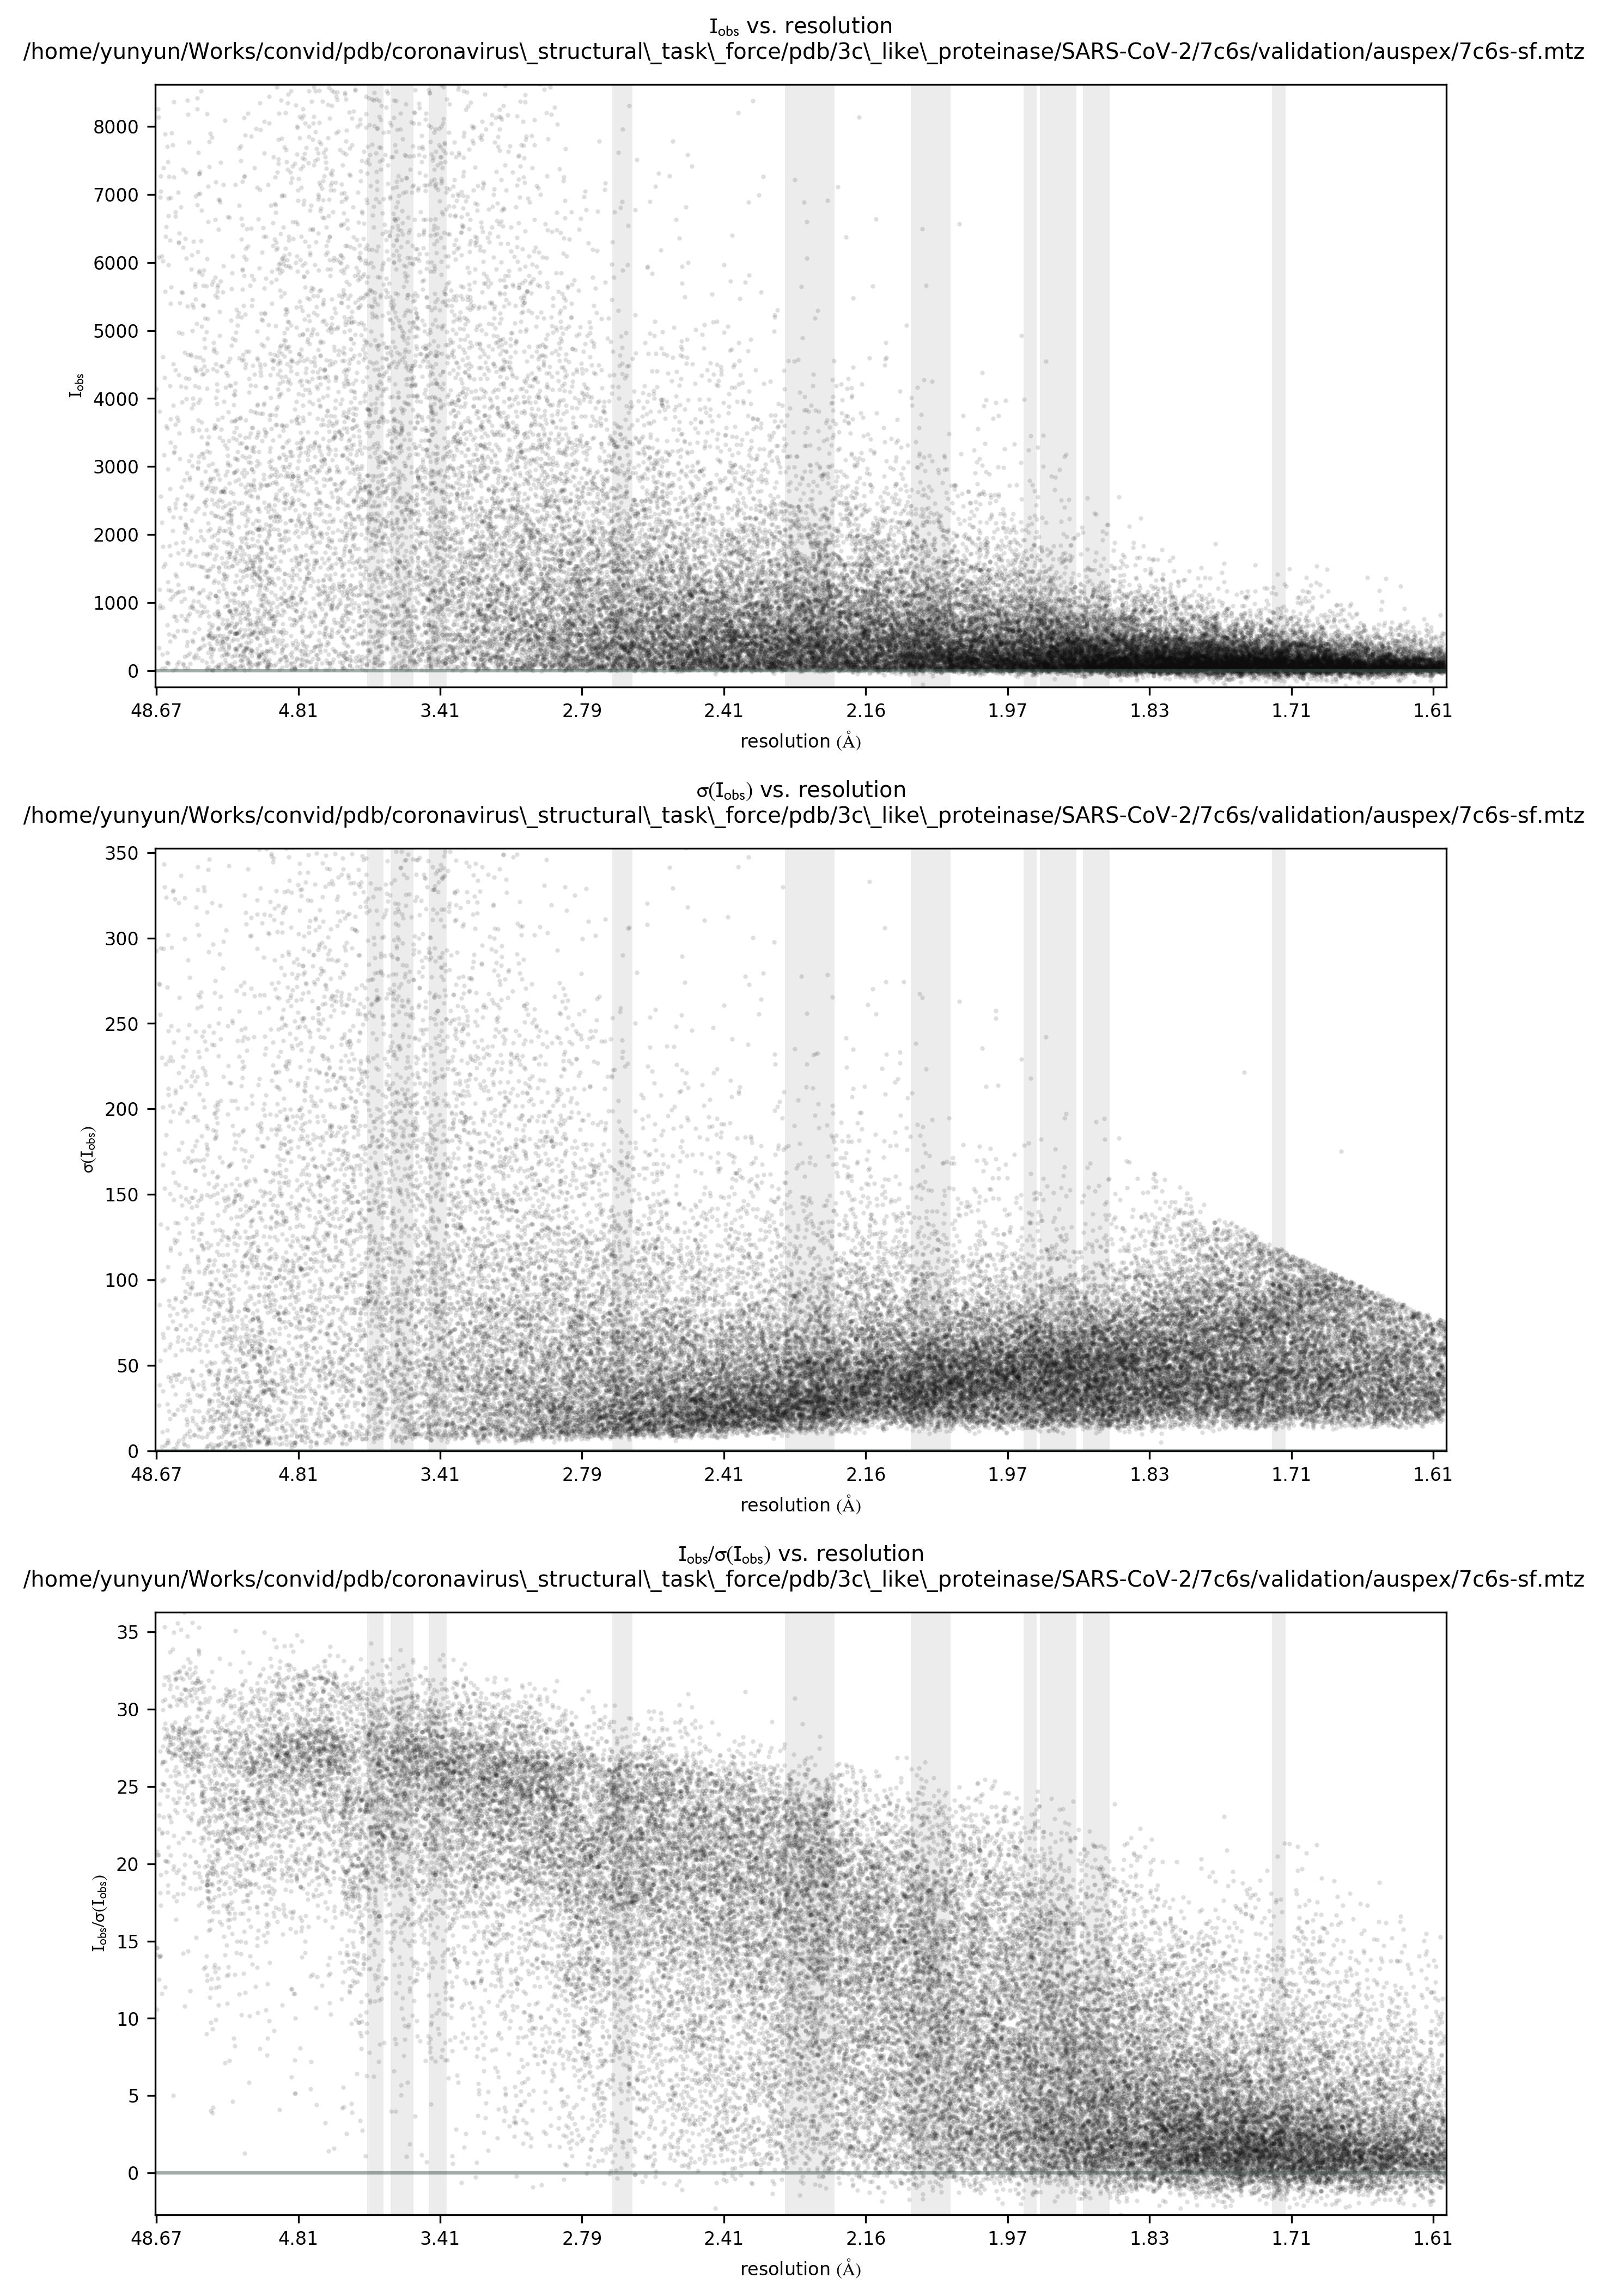 Iobs vs. resolution
/home/yunyun/Works/convid/pdb/coronavirus\_structural\_task\_force/pdb/3c\_like\_proteinase/SARS-CoV-2/7c6s/validation/auspex/7c6s-sf.mtz
8000
7000
6000
5000
4000
3000
2000
1000
0
Iobs
48.67 4.81 3.41 2.79 2.41 2.16 1.97 1.83 1.71 1.61
resolution (Å)
σ(Iobs) vs. resolution
/home/yunyun/Works/convid/pdb/coronavirus\_structural\_task\_force/pdb/3c\_like\_proteinase/SARS-CoV-2/7c6s/validation/auspex/7c6s-sf.mtz
350
300
250
200
150
100
50
0
σ(Iobs)
48.67 4.81 3.41 2.79 2.41 2.16 1.97 1.83 1.71 1.61
resolution (Å)
Iobs/σ(Iobs) vs. resolution
/home/yunyun/Works/convid/pdb/coronavirus\_structural\_task\_force/pdb/3c\_like\_proteinase/SARS-CoV-2/7c6s/validation/auspex/7c6s-sf.mtz
35
30
25
20
15
10
5
0
Iobs/σ(Iobs)
48.67 4.81 3.41 2.79 2.41 2.16 1.97 1.83 1.71 1.61
resolution (Å)